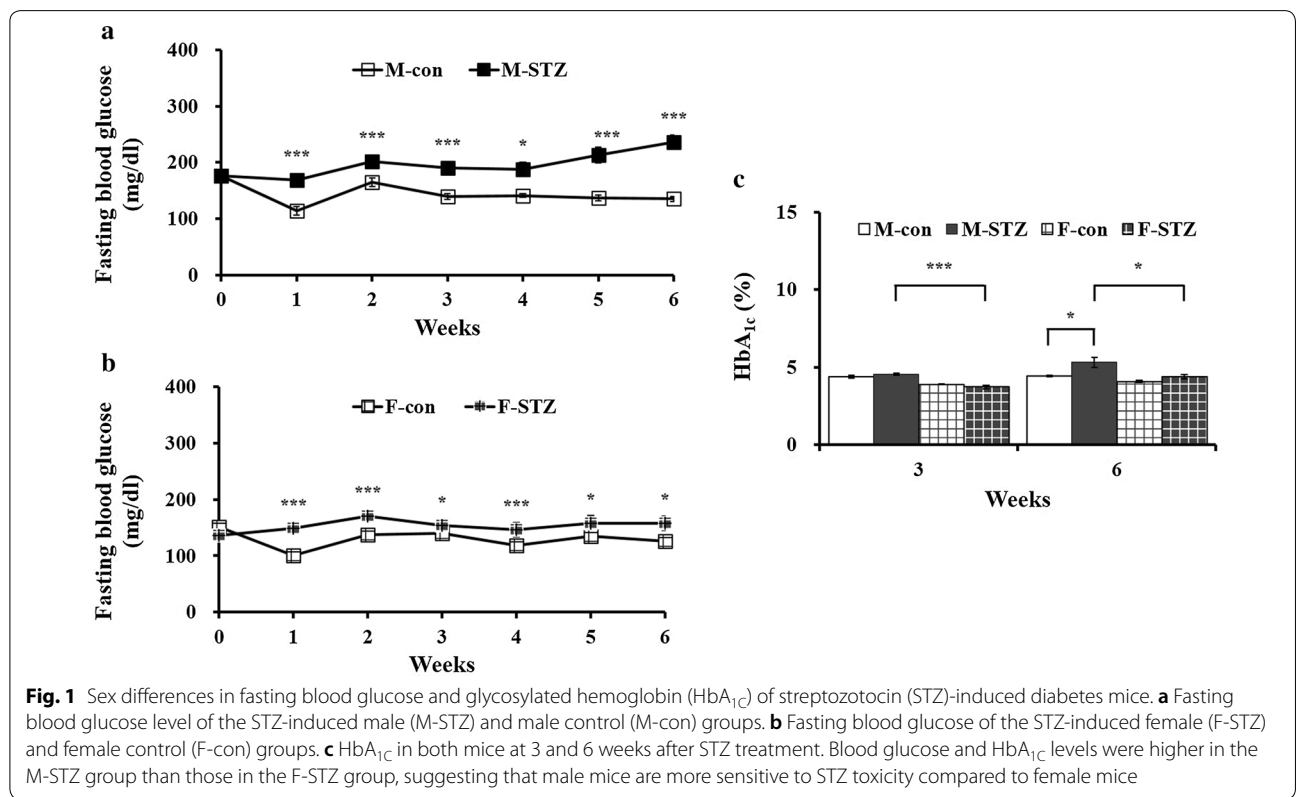 a
400
300
200
100
0
Fasting blood glucose
(mg/dl)
M-con M-STZ
*** *** *** * *** ***
0 1 2 3 4 5 6
Weeks
b
400
300
200
100
0
Fasting blood glucose
(mg/dl)
F-con F-STZ
*** *** * *** * *
0 1 2 3 4 5 6
Weeks
c
15
10
5
0
HbA1c (%)
M-con M-STZ F-con F-STZ
*** *
*
3 6
Weeks
Fig. 1 Sex differences in fasting blood glucose and glycosylated hemoglobin (HbA1C) of streptozotocin (STZ)-induced diabetes mice. a Fasting
blood glucose level of the STZ-induced male (M-STZ) and male control (M-con) groups. b Fasting blood glucose of the STZ-induced female (F-STZ)
and female control (F-con) groups. c HbA1C in both mice at 3 and 6 weeks after STZ treatment. Blood glucose and HbA1C levels were higher in the
M-STZ group than those in the F-STZ group, suggesting that male mice are more sensitive to STZ toxicity compared to female mice